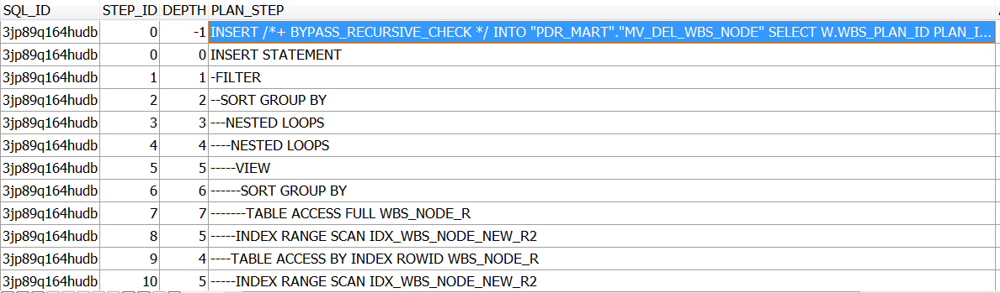 SQL_ID STEP_ID DEPTH PLAN_STEP
3jp89q164hudb 0 -1 INSERT /*+ BYPASS_RECURSIVE_CHECK */ INTO "PDR_MART"."MV_DEL_WBS_NODE" SELECT W.WBS_PLAN_ID PLAN_I...
3jp89q164hudb 0 0 INSERT STATEMENT
3jp89q164hudb 1 1 -FILTER
3jp89q164hudb 2 2 --SORT GROUP BY
3jp89q164hudb 3 3 ---NESTED LOOPS
3jp89q164hudb 4 4 ----NESTED LOOPS
3jp89q164hudb 5 5 -----VIEW
3jp89q164hudb 6 6 ------SORT GROUP BY
3jp89q164hudb 7 7 -------TABLE ACCESS FULL WBS_NODE_R
3jp89q164hudb 8 5 -----INDEX RANGE SCAN IDX_WBS_NODE_NEW_R2
3jp89q164hudb 9 4 ----TABLE ACCESS BY INDEX ROWID WBS_NODE_R
3jp89q164hudb 10 5 -----INDEX RANGE SCAN IDX_WBS_NODE_NEW_R2